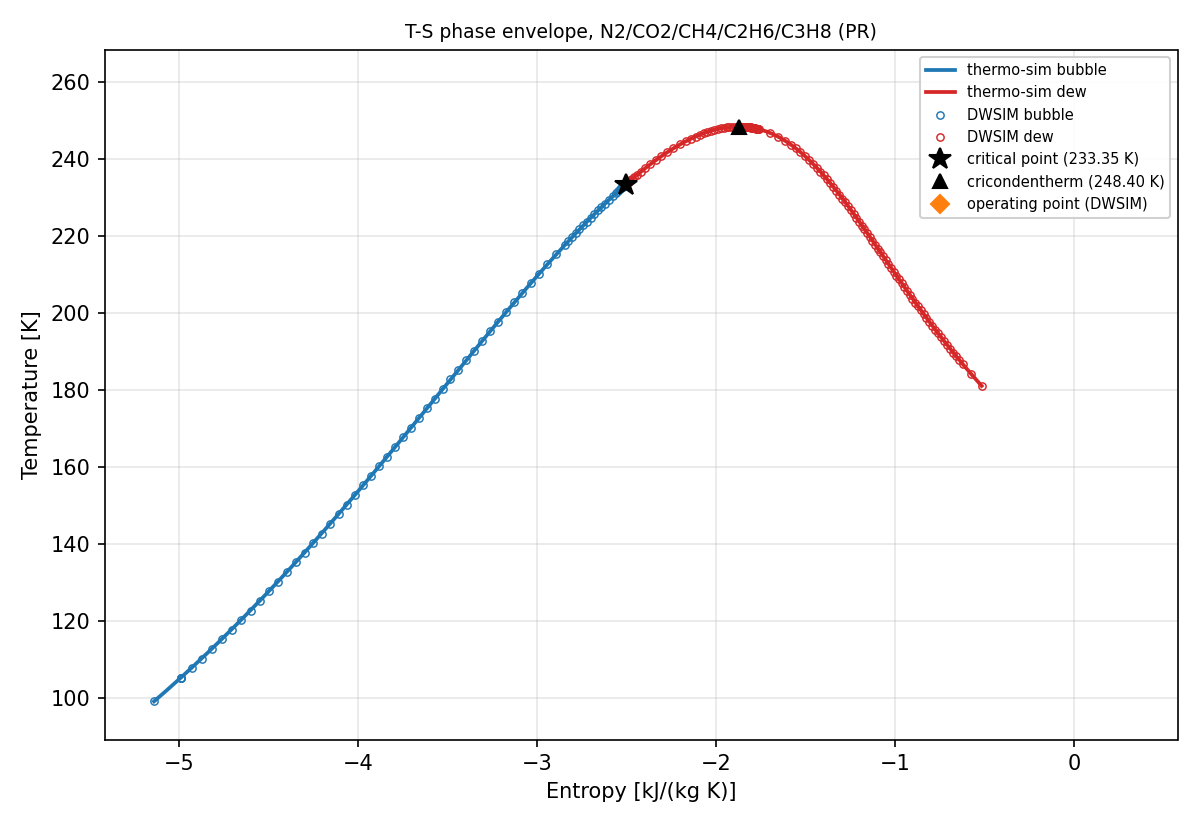 T-S phase envelope, N2/CO2/CH4/C2H6/C3H8 (PR)
thermo-sim bubble
thermo-sim dew
DWSIM bubble
DWSIM dew
critical point (233.35 K)
cricondentherm (248.40 K)
operating point (DWSIM)
Temperature [K]
260
240
220
200
180
160
140
120
100
−5 −4 −3 −2 −1 0
Entropy [kJ/(kg K)]